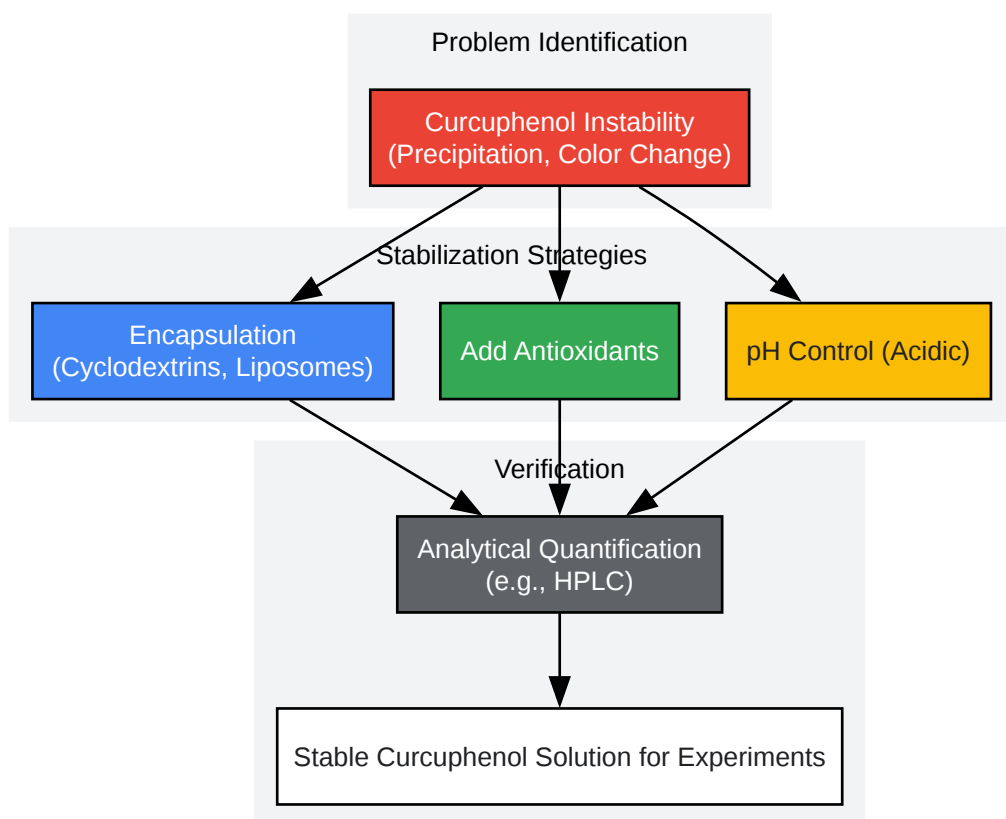 Problem Identification
Curcuphenol Instability
(Precipitation, Color Change)
Stabilization Strategies
Encapsulation
(Cyclodextrins, Liposomes)
Add Antioxidants
pH Control (Acidic)
Verification
Analytical Quantification
(e.g., HPLC)
Stable Curcuphenol Solution for Experiments